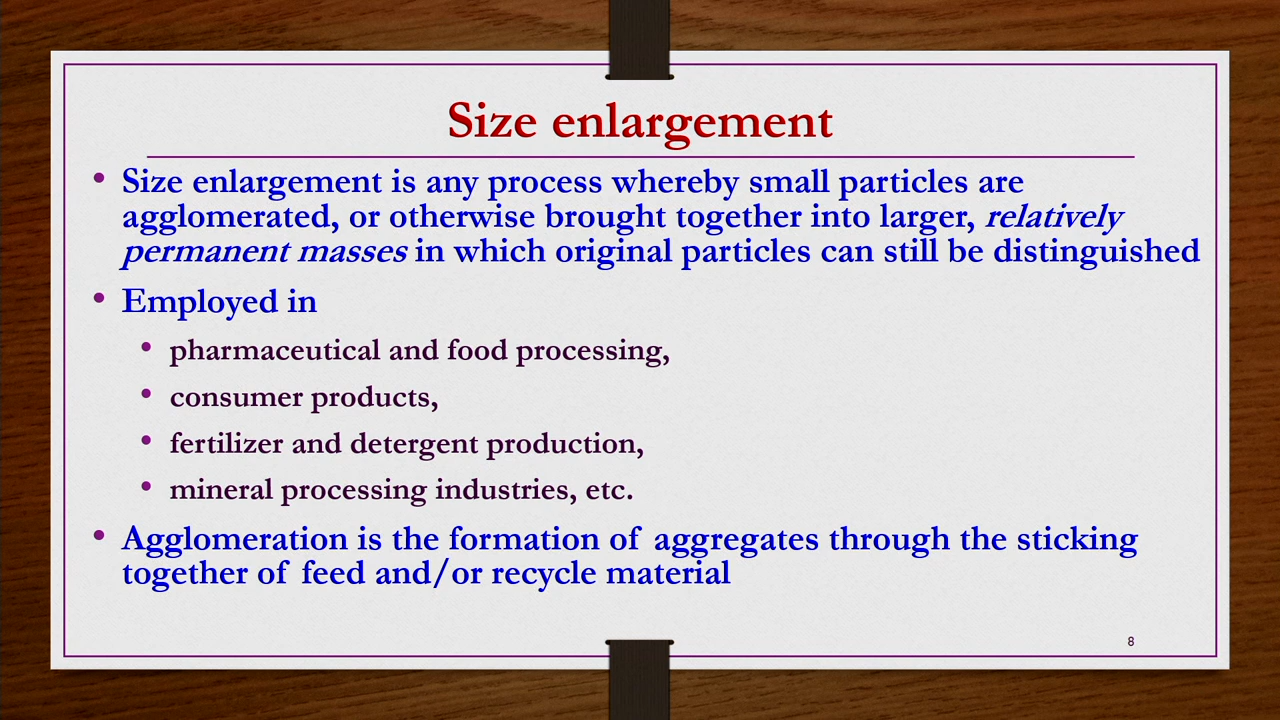 Size enlargement
• Size enlargement is any process whereby small particles are
agglomerated, or otherwise brought together into larger, relatively
permanent masses in which original particles can still be distinguished
• Employed in
• pharmaceutical and food processing,
• consumer products,
• fertilizer and detergent production,
• mineral processing industries, etc.
• Agglomeration is the formation of aggregates through the sticking
together of feed and/or recycle material
8